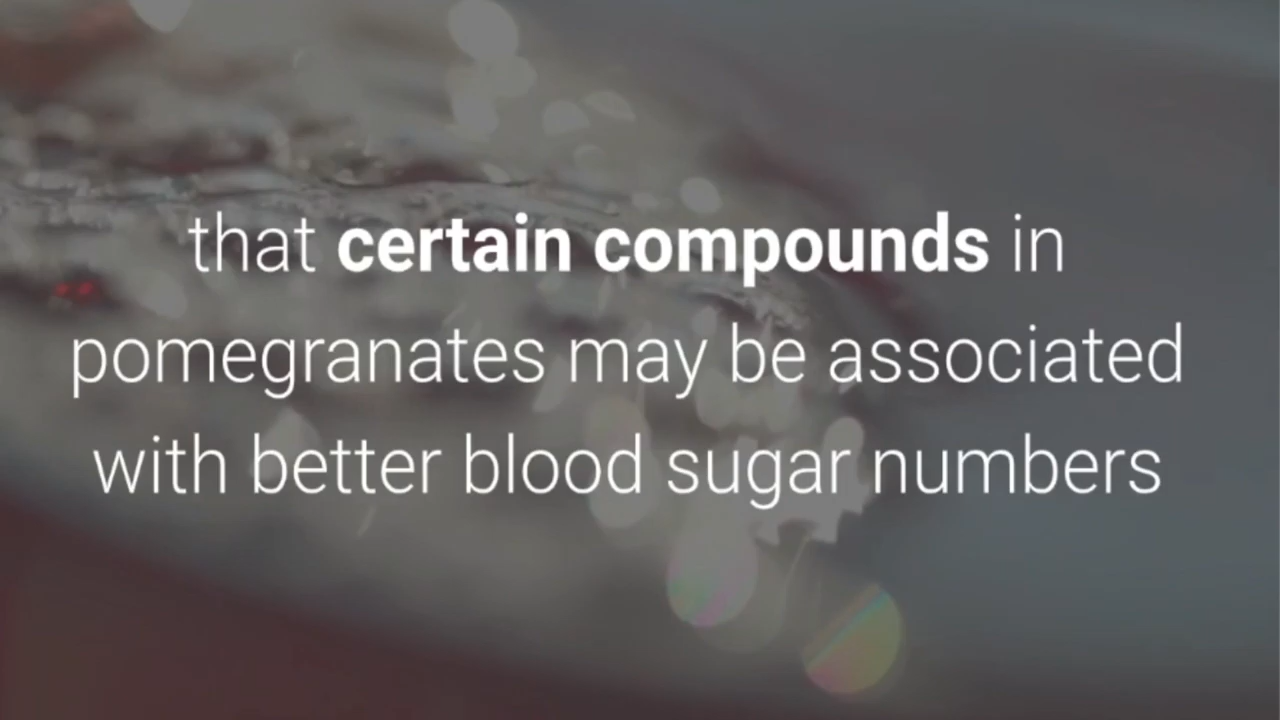 that certain compounds in
pomegranates may be associated
with better blood sugar numbers